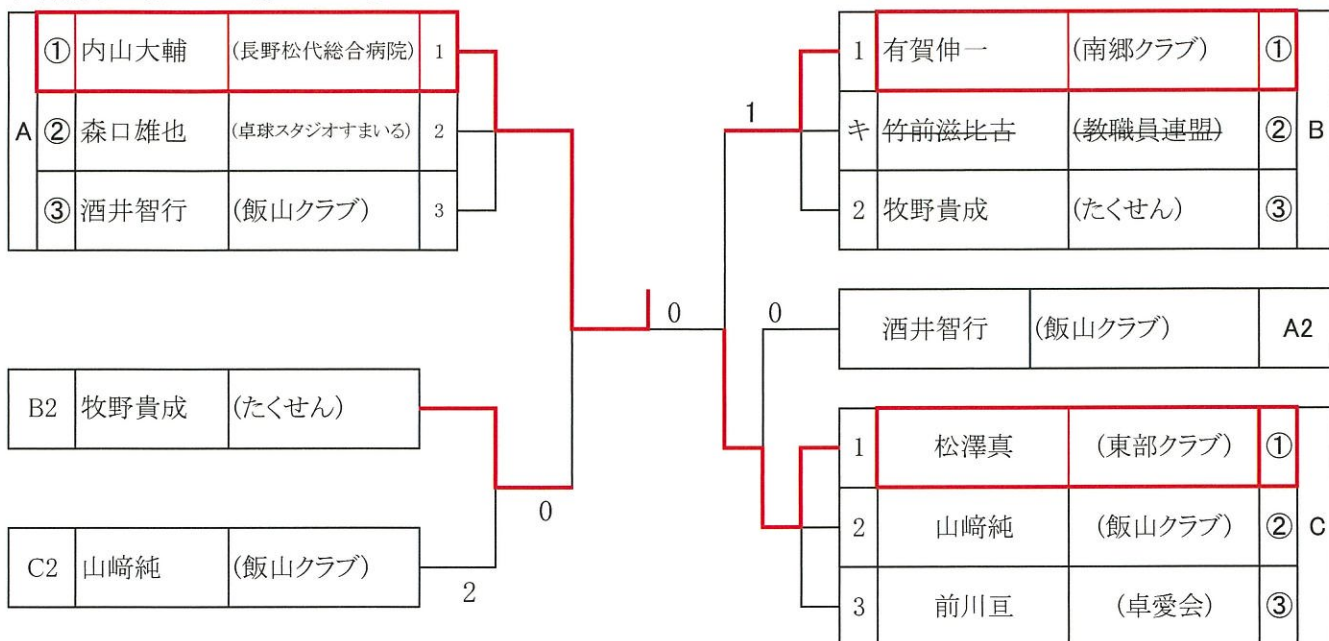 A
① 内山大輔 (長野松代総合病院) 1
② 森口雄也 (卓球スタジオすまいる) 2
③ 酒井智行 (飯山クラブ) 3
B2 牧野貴成 (たくせん)
0
C2 山﨑純 (飯山クラブ)
2
0
1
1 有賀伸一 (南郷クラブ) ①
キ 竹前滋比古 (教職員連盟) ② B
2 牧野貴成 (たくせん) ③
0
酒井智行 (飯山クラブ) A2
1 松澤真 (東部クラブ) ①
2 山﨑純 (飯山クラブ) ② C
3 前川亘 (卓愛会) ③